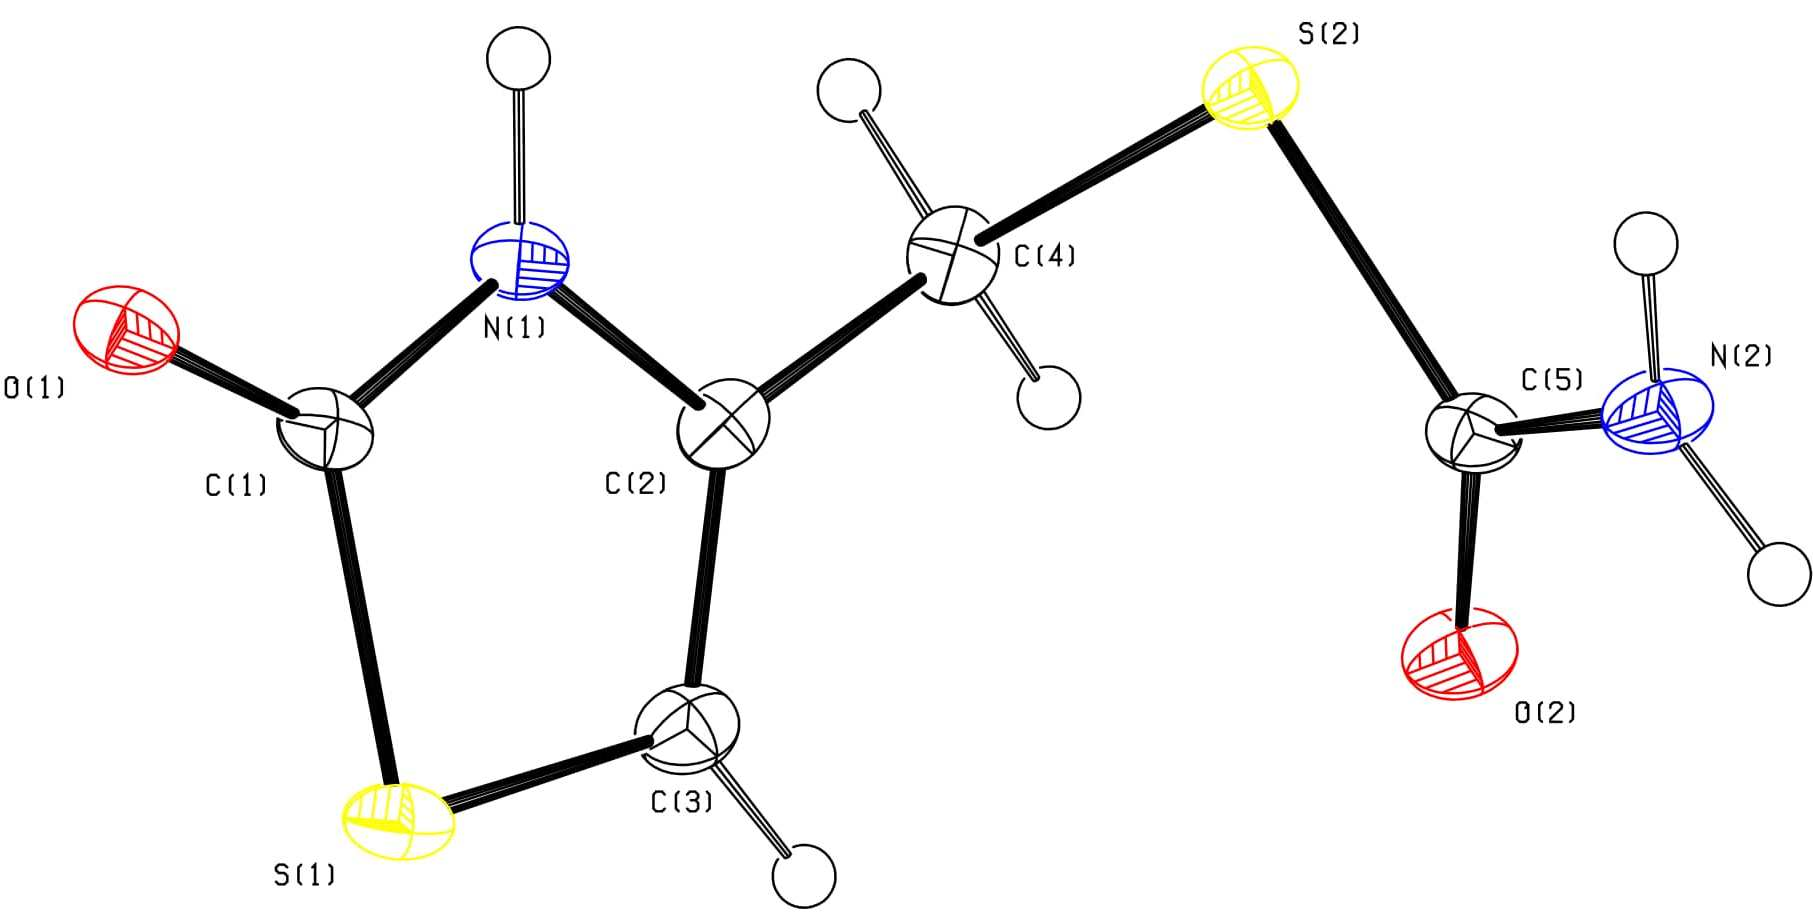 S(2)
C(4)
N(1)
N(2)
C(5)
O(1)
C(1)
C(2)
O(2)
C(3)
S(1)